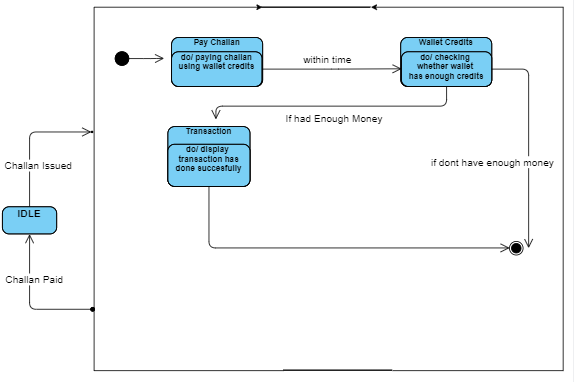 Pay Challan
do/ paying challan
using wallet credits
within time
Wallet Credits
do/ checking
whether wallet
has enough credits
If had Enough Money
Transaction
do/ display
transaction has
done succesfully
if dont have enough money
Challan Issued
IDLE
Challan Paid